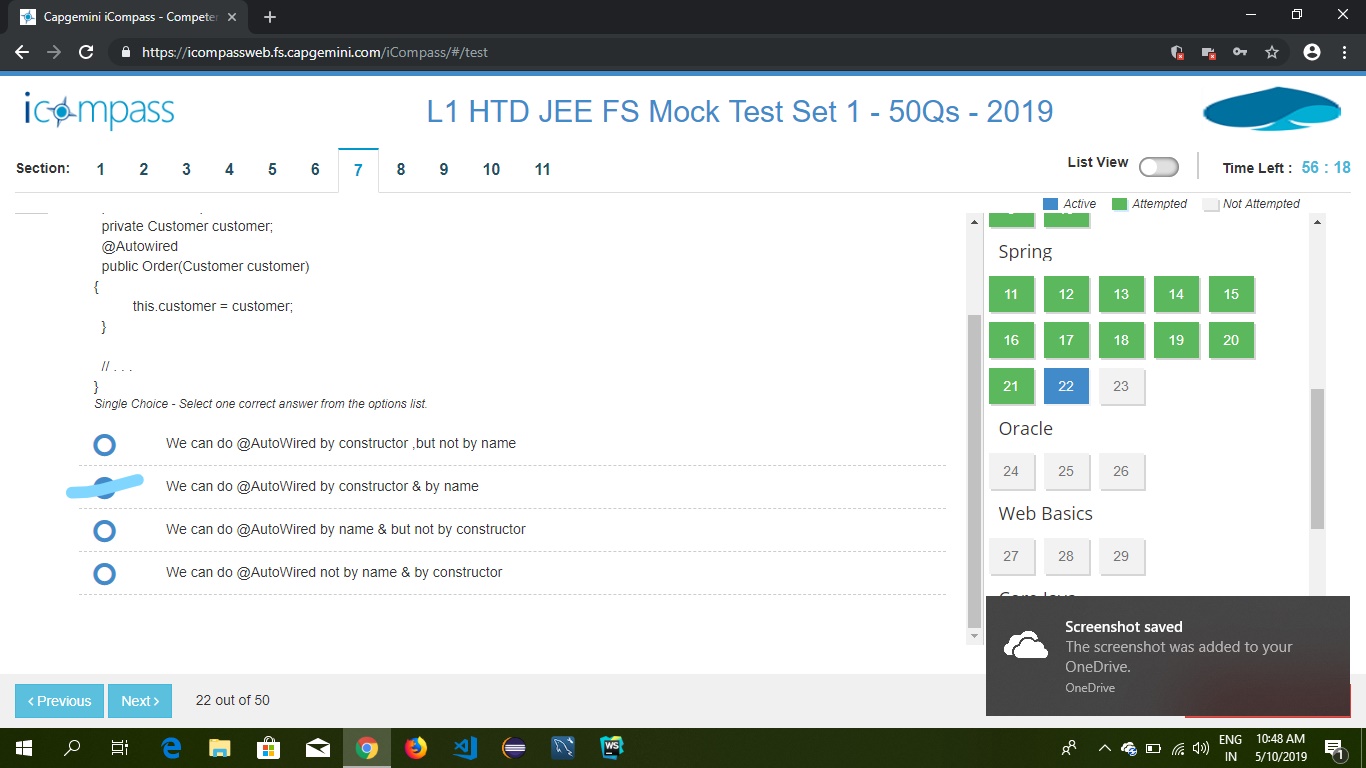 Capgemini iCompass - Competer
https://icompassweb.fs.capgemini.com/iCompass/#/test
icompass
L1 HTD JEE FS Mock Test Set 1 - 50Qs - 2019
Section: 1 2 3 4 5 6 7 8 9 10 11
List View
Time Left : 56 : 18
Active Attempted Not Attempted
private Customer customer;
@Autowired
public Order(Customer customer)
{
this.customer = customer;
}
// . . .
}
Single Choice - Select one correct answer from the options list.
We can do @AutoWired by constructor ,but not by name
We can do @AutoWired by constructor & by name
We can do @AutoWired by name & but not by constructor
We can do @AutoWired not by name & by constructor
Spring
11 12 13 14 15
16 17 18 19 20
21 22 23
Oracle
24 25 26
Web Basics
27 28 29
Screenshot saved
The screenshot was added to your
OneDrive.
OneDrive
< Previous Next > 22 out of 50
WS
ENG
IN
10:48 AM
5/10/2019
1